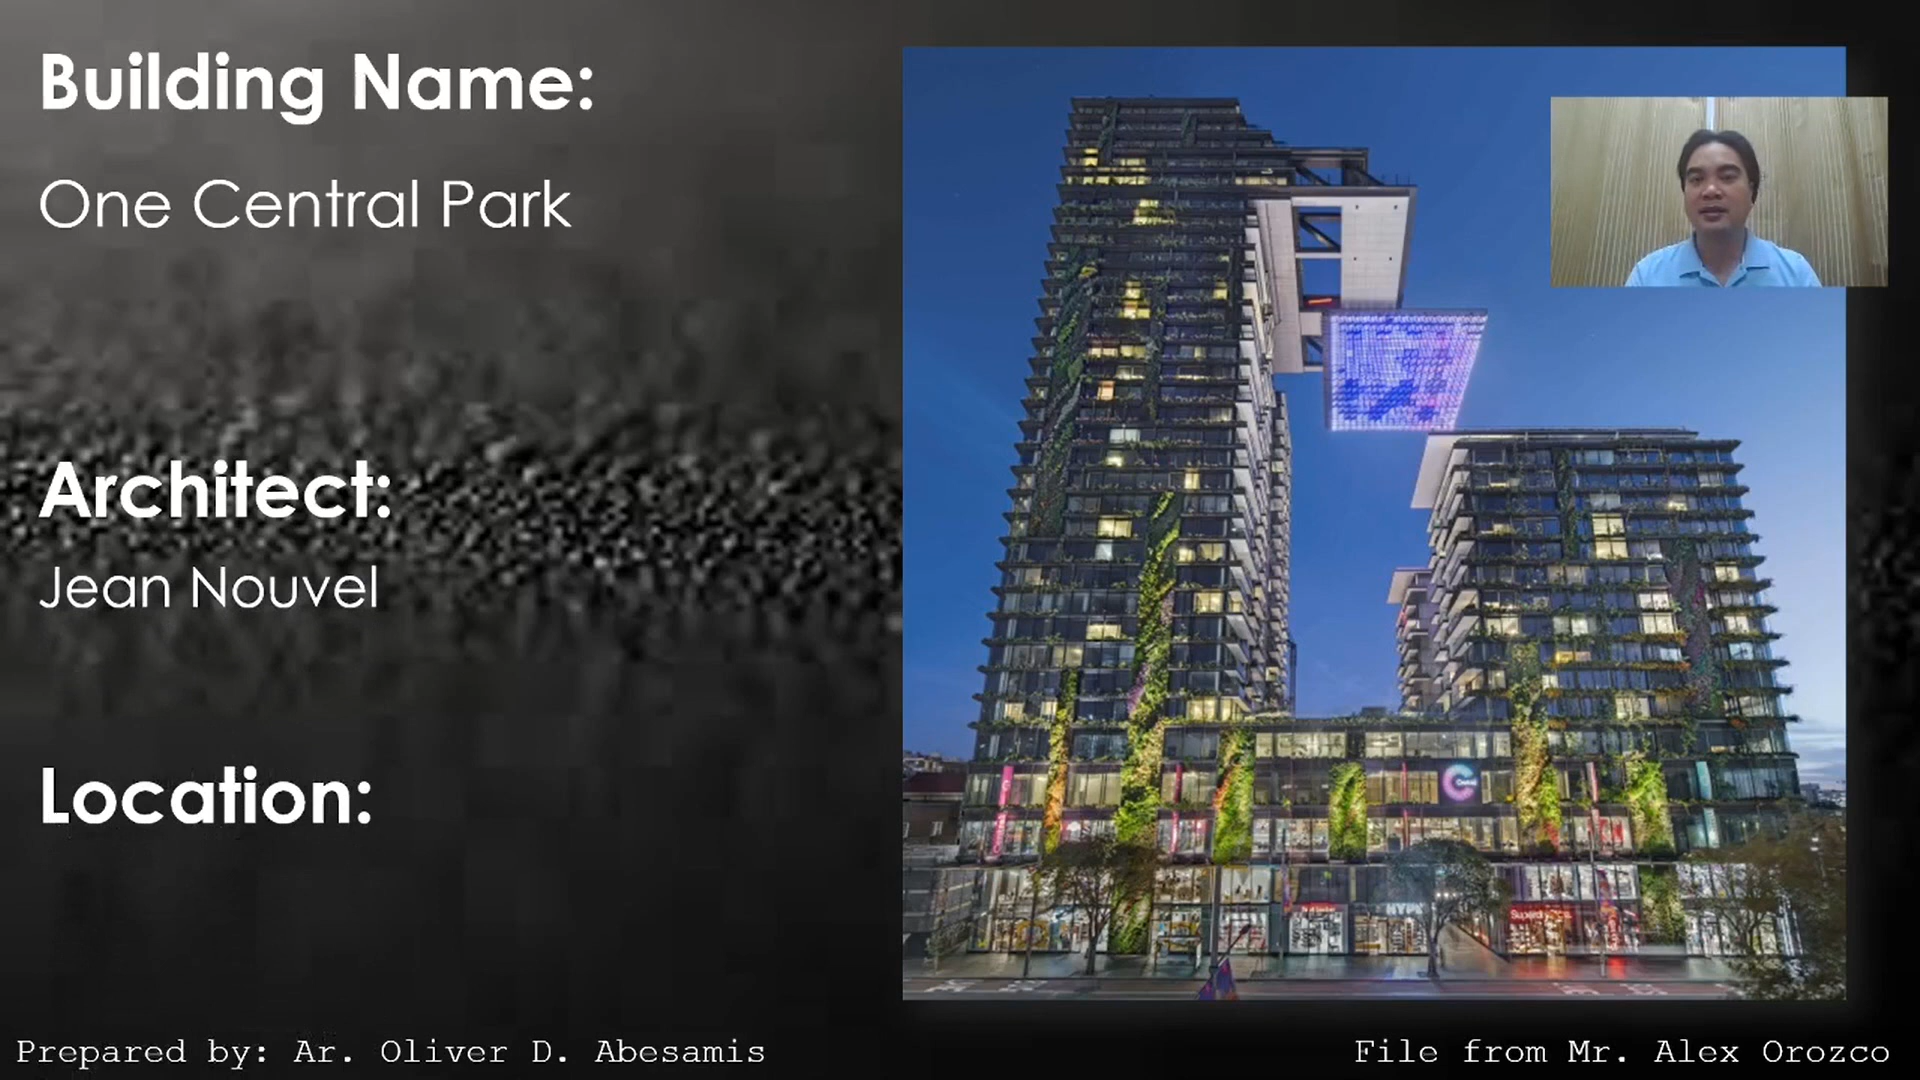 Building Name:
One Central Park
Architect:
Jean Nouvel
Location:
Central
Prepared by: Ar. Oliver D. Abesamis
File from Mr. Alex Orozco